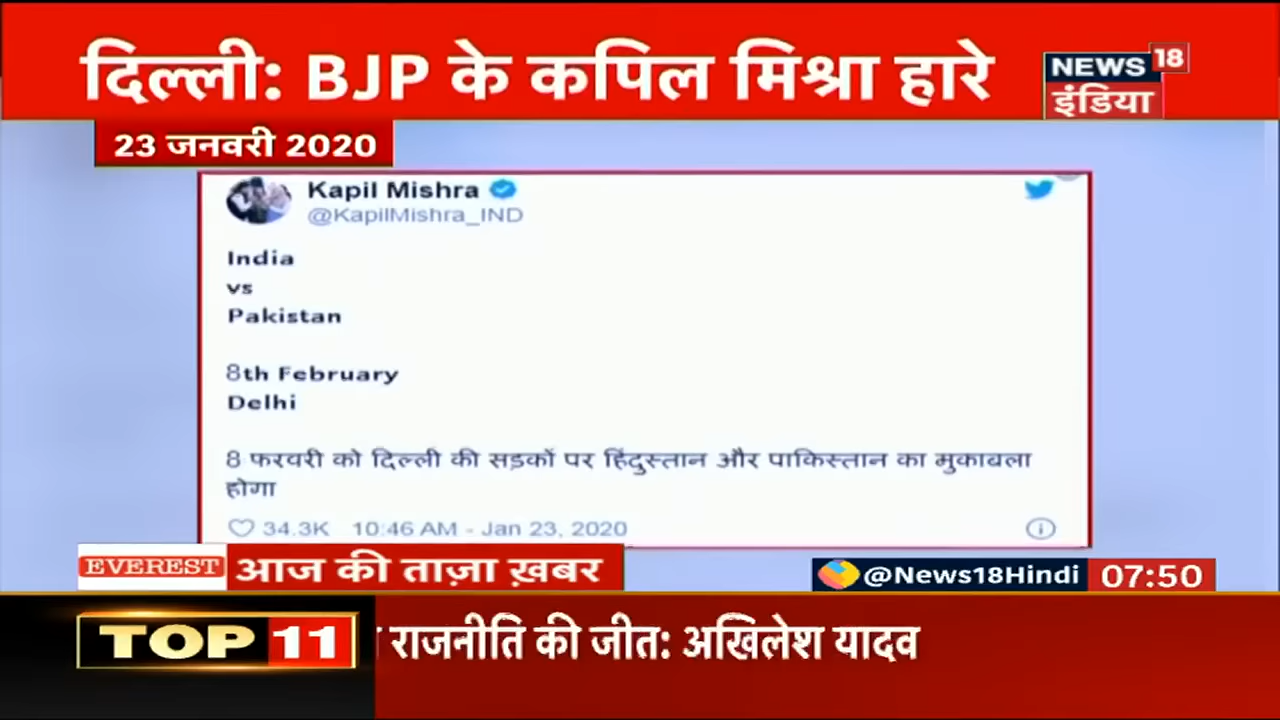 दिल्ली: BJP के कपिल मिश्रा हारे
NEWS 18
इंडिया
23 जनवरी 2020
Kapil Mishra
@KapilMishra_IND
India
vs
Pakistan
8th February
Delhi
8 फरवरी को दिल्ली की सड़कों पर हिंदुस्तान और पाकिस्तान का मुकाबला
होगा
34.3K 10:46 AM - Jan 23, 2020
EVEREST आज की ताज़ा ख़बर
@News18Hindi 07:50
TOP 11 राजनीति की जीत: अखिलेश यादव